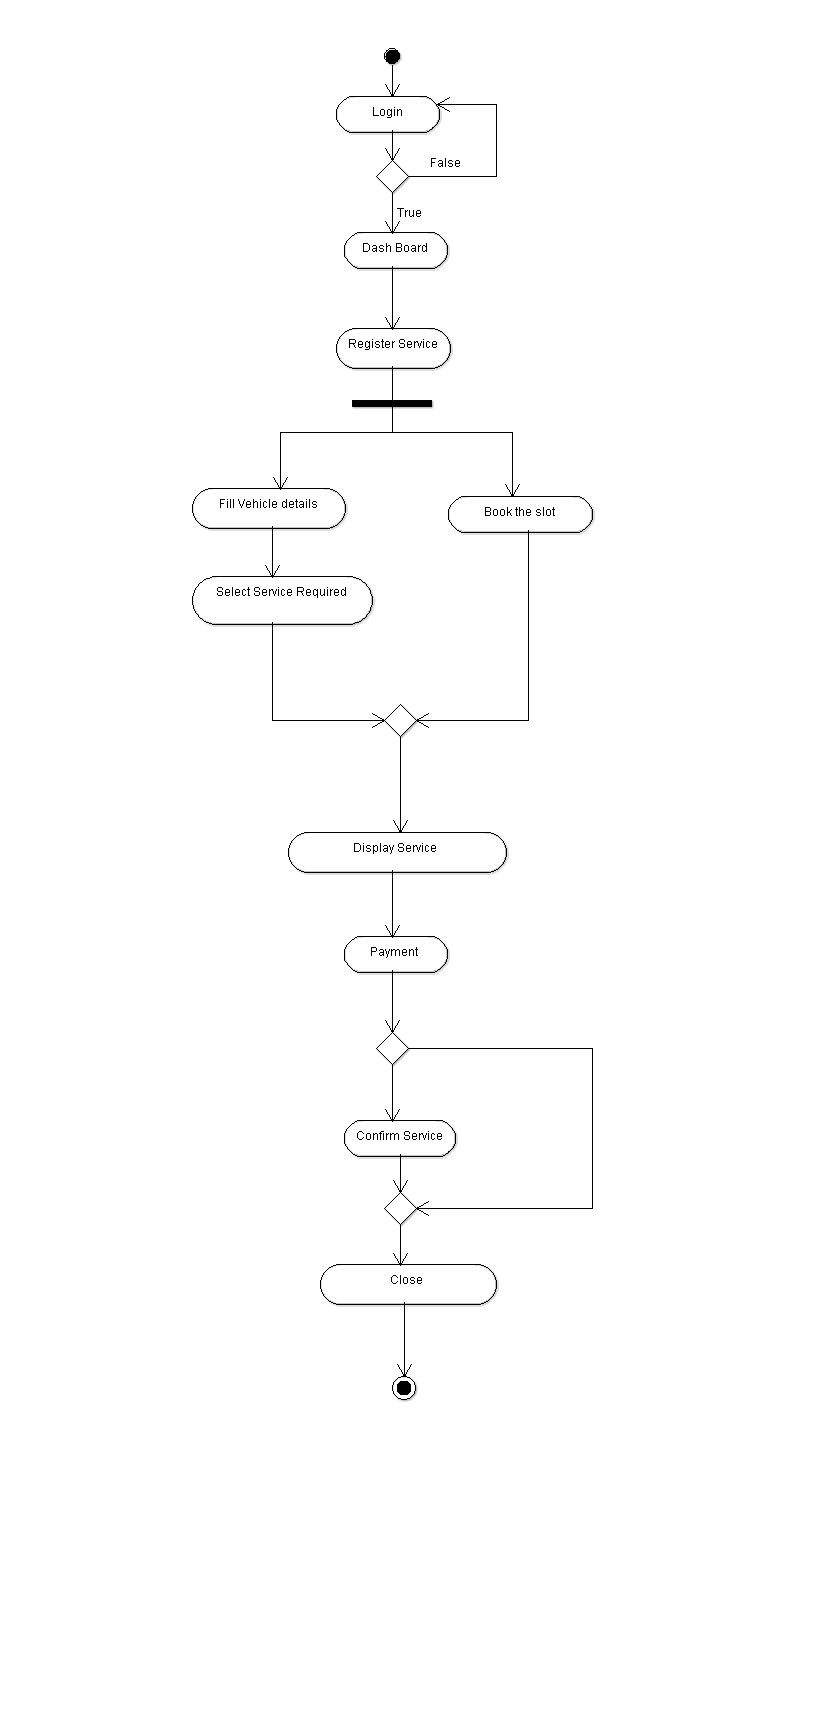 Login
False
True
Dash Board
Register Service
Fill Vehicle details
Book the slot
Select Service Required
Display Service
Payment
Confirm Service
Close